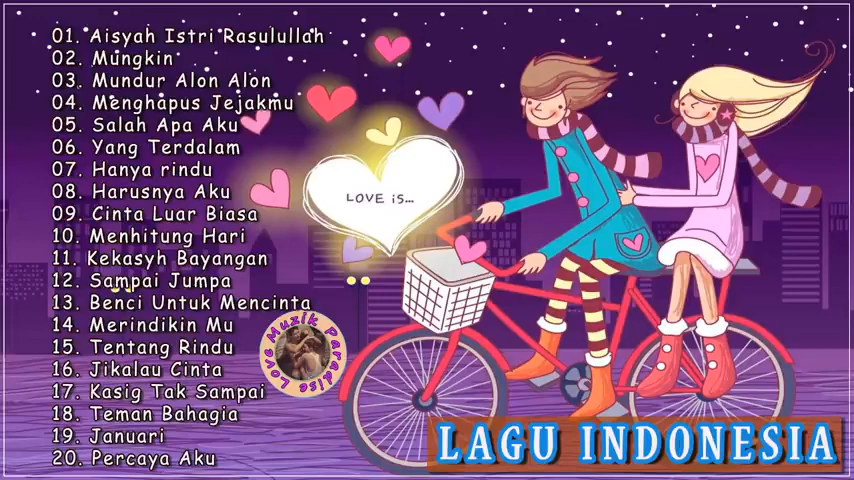 01. Aisyah Istri Rasulullah
02. Mungkin
03. Mundur Alon Alon
04. Menghapus Jejakmu
05. Salah Apa Aku
06. Yang Terdalam
07. Hanya rindu
08. Harusnya Aku
09. Cinta Luar Biasa
10. Menhitung Hari
11. Kekasyh Bayangan
12. Sampai Jumpa
13. Benci Untuk Mencinta
14. Merindikin Mu
15. Tentang Rindu
16. Jikalau Cinta
17. Kasig Tak Sampai
18. Teman Bahagia
19. Januari
20. Percaya Aku
LOVE iS...
Love Muzik Paradise
LAGU INDONESIA